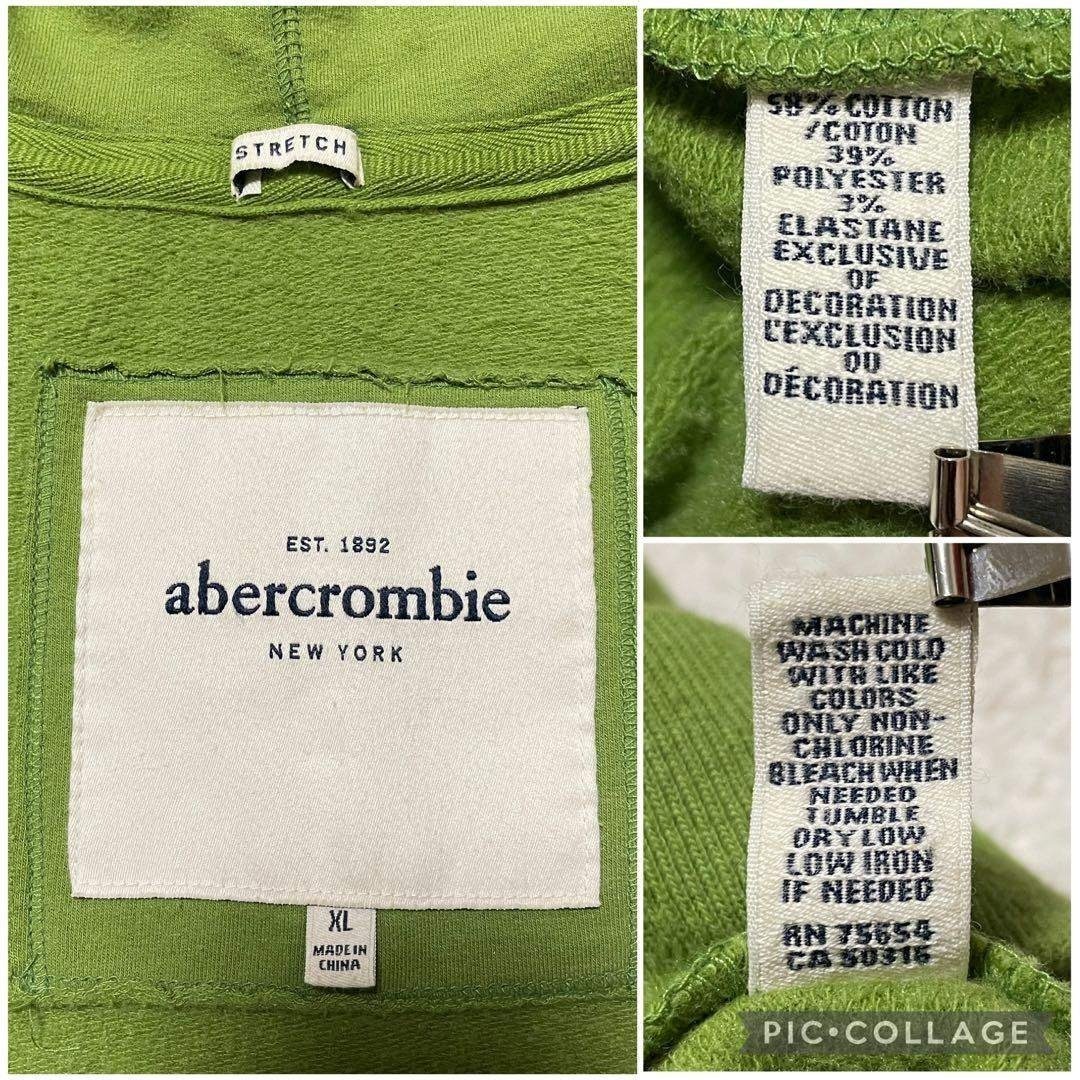 STRETCH
EST. 1892
abercrombie
NEW YORK
XL
MADE IN
CHINA
58% COTTON
/COTON
39%
POLYESTER
3%
ELASTANE
EXCLUSIVE
OF
DECORATION
L'EXCLUSION
OU
DÉCORATION
MACHINE
WASH COLD
WITH LIKE
COLORS
ONLY NON-
CHLORINE
BLEACH WHEN
NEEDED
TUMBLE
DRY LOW
LOW IRON
IF NEEDED
RN 75654
CA 50316
PIC•COLLAGE